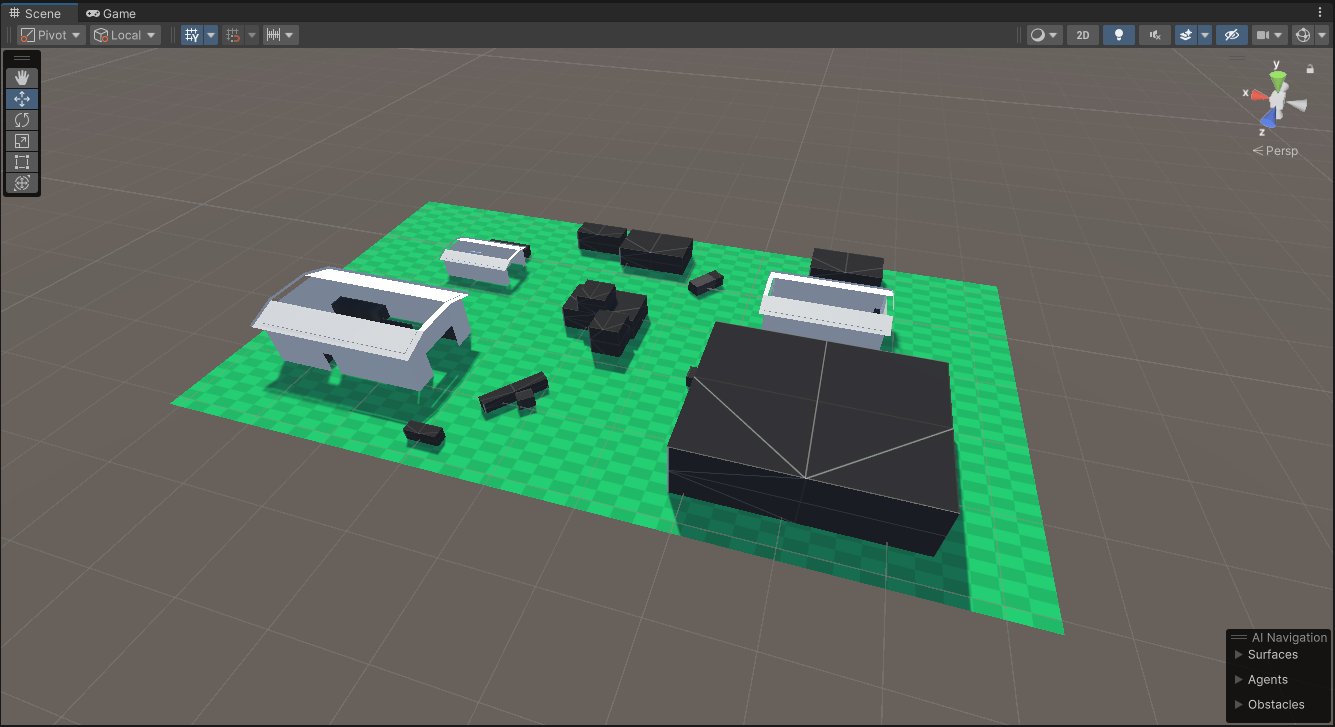 Scene
Game
Pivot
Local
2D
y
x
z
Persp
AI Navigation
Surfaces
Agents
Obstacles